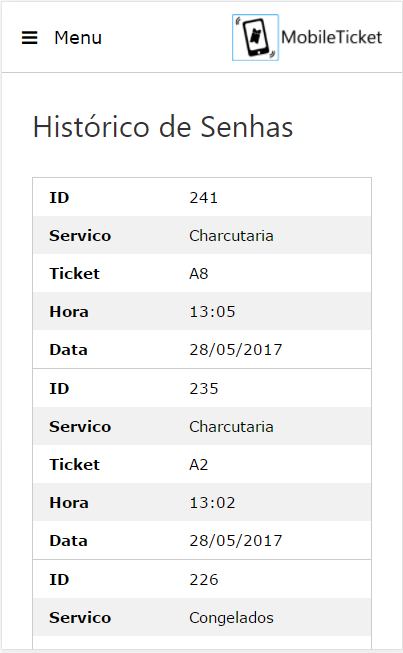 Menu
MobileTicket
Histórico de Senhas
ID 241
Servico Charcutaria
Ticket A8
Hora 13:05
Data 28/05/2017
ID 235
Servico Charcutaria
Ticket A2
Hora 13:02
Data 28/05/2017
ID 226
Servico Congelados